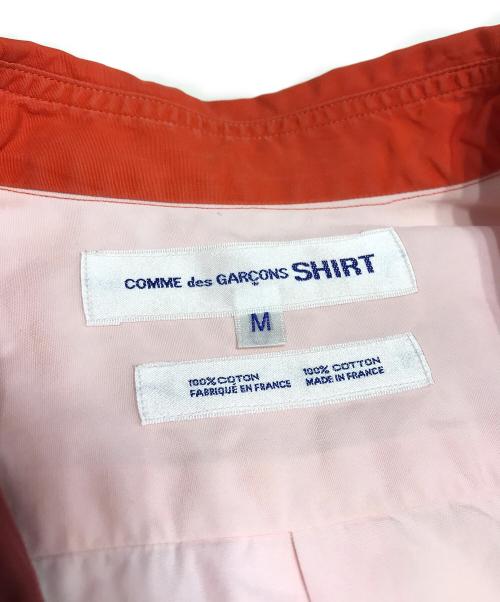 COMME des GARÇONS SHIRT
M
100% COTON 100% COTTON
FABRIQUÉ EN FRANCE MADE IN FRANCE